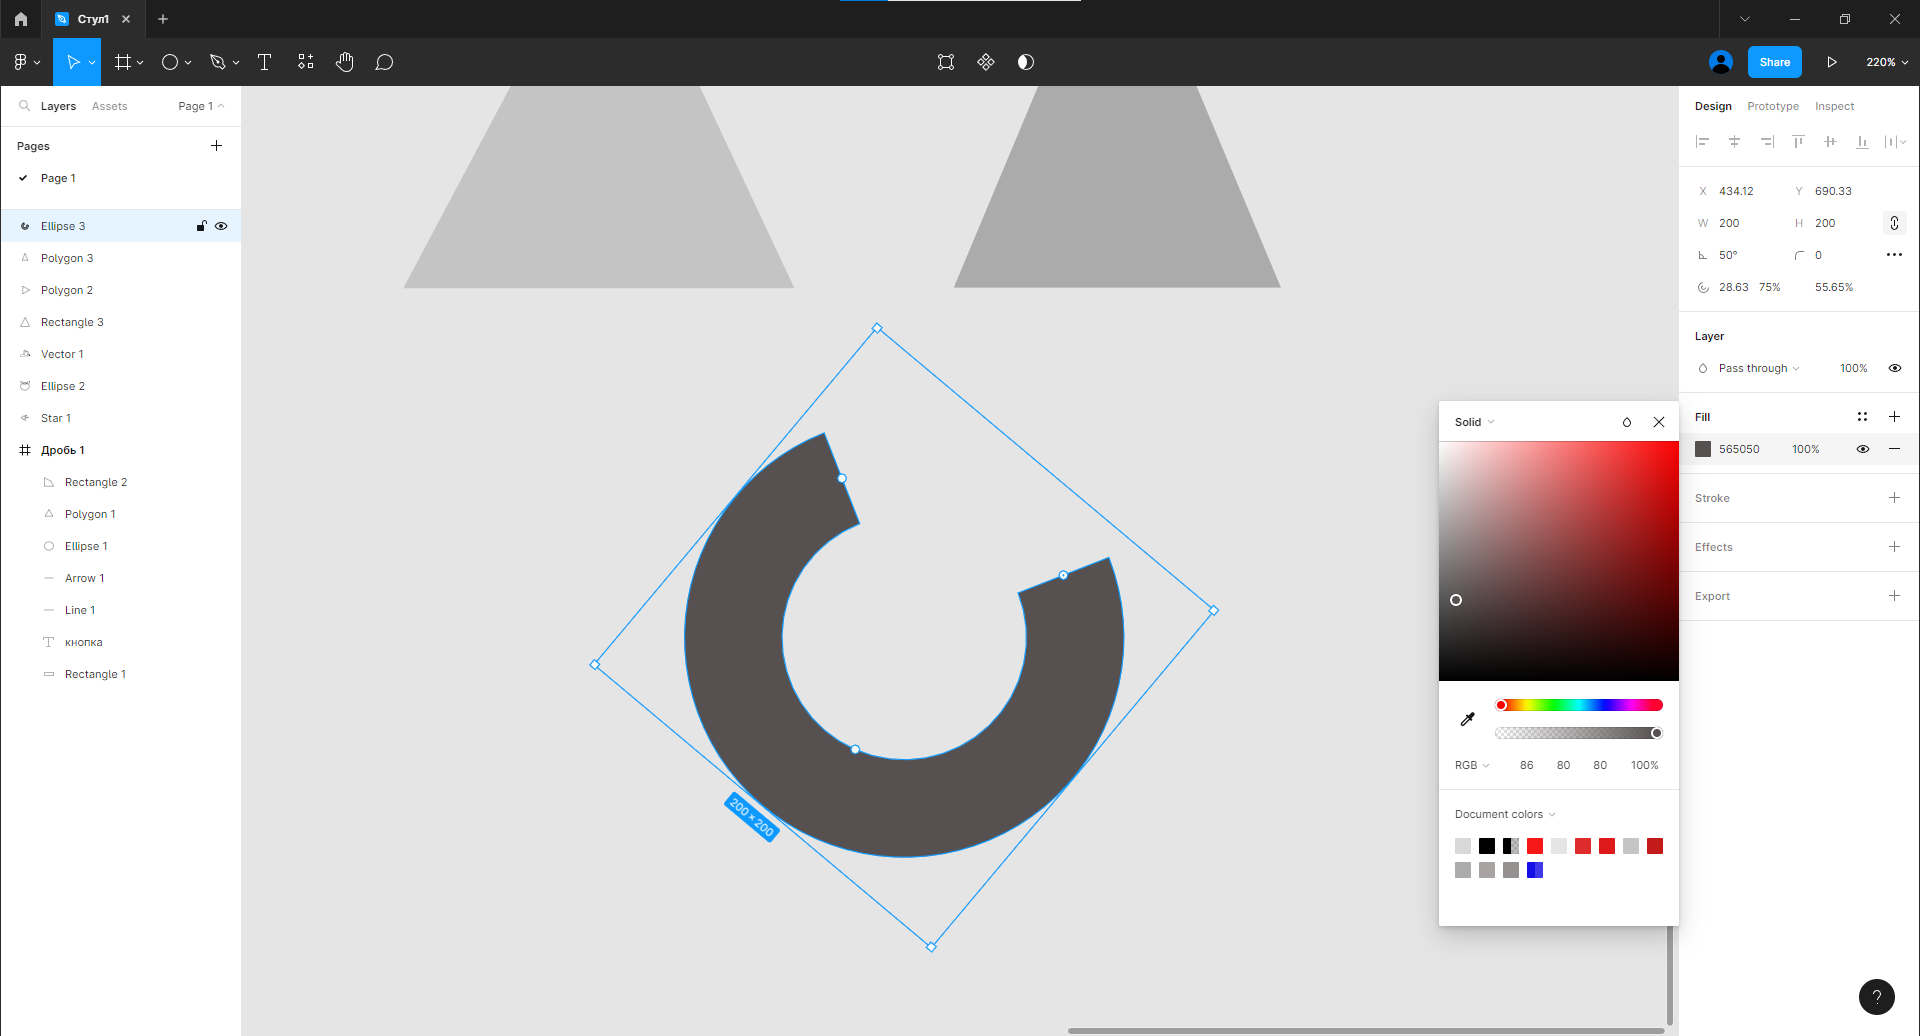 Стул1
Share
220%
Layers Assets Page 1
Pages
Page 1
Ellipse 3
Polygon 3
Polygon 2
Rectangle 3
Vector 1
Ellipse 2
Star 1
Дробь 1
Rectangle 2
Polygon 1
Ellipse 1
Arrow 1
Line 1
кнопка
Rectangle 1
200 × 200
Solid
RGB 86 80 80 100%
Document colors
Design Prototype Inspect
X 434.12 Y 690.33
W 200 H 200
50° 0
28.63 75% 55.65%
Layer
Pass through 100%
Fill
565050 100%
Stroke
Effects
Export
?